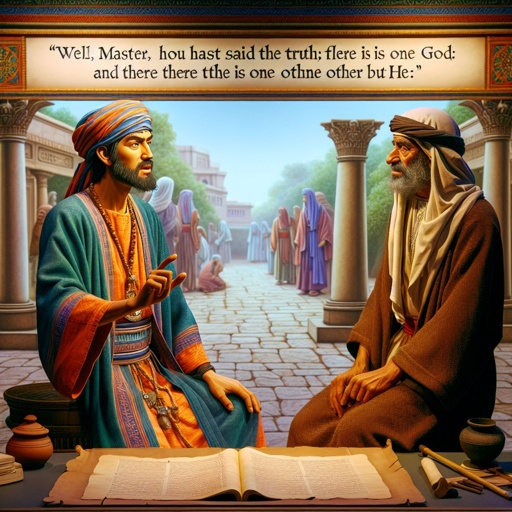 “Well, Master, hou hast said the truth; flere is is one God:
and there there tthe is one othne other but He:”